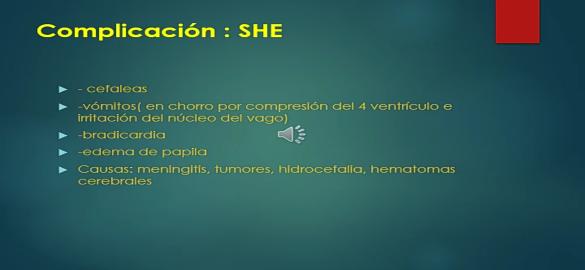 Complicación : SHE
- cefaleas
-vómitos( en chorro por compresión del 4 ventrículo e
irritación del núcleo del vago)
-bradicardia
-edema de papila
Causas: meningitis, tumores, hidrocefalia, hematomas
cerebrales